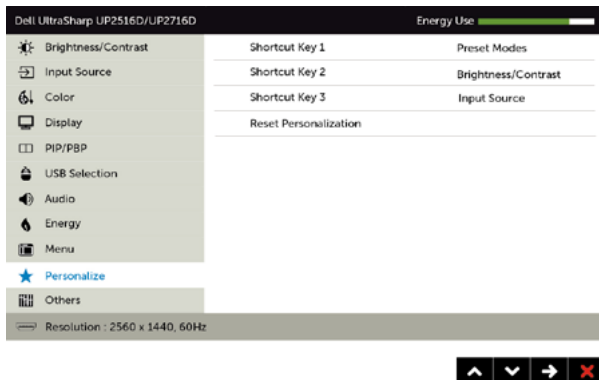 Dell UltraSharp UP2516D/UP2716D Energy Use
Brightness/Contrast Shortcut Key 1 Preset Modes
Input Source Shortcut Key 2 Brightness/Contrast
Color Shortcut Key 3 Input Source
Display Reset Personalization
PIP/PBP
USB Selection
Audio
Energy
Menu
Personalize
Others
Resolution : 2560 x 1440, 60Hz